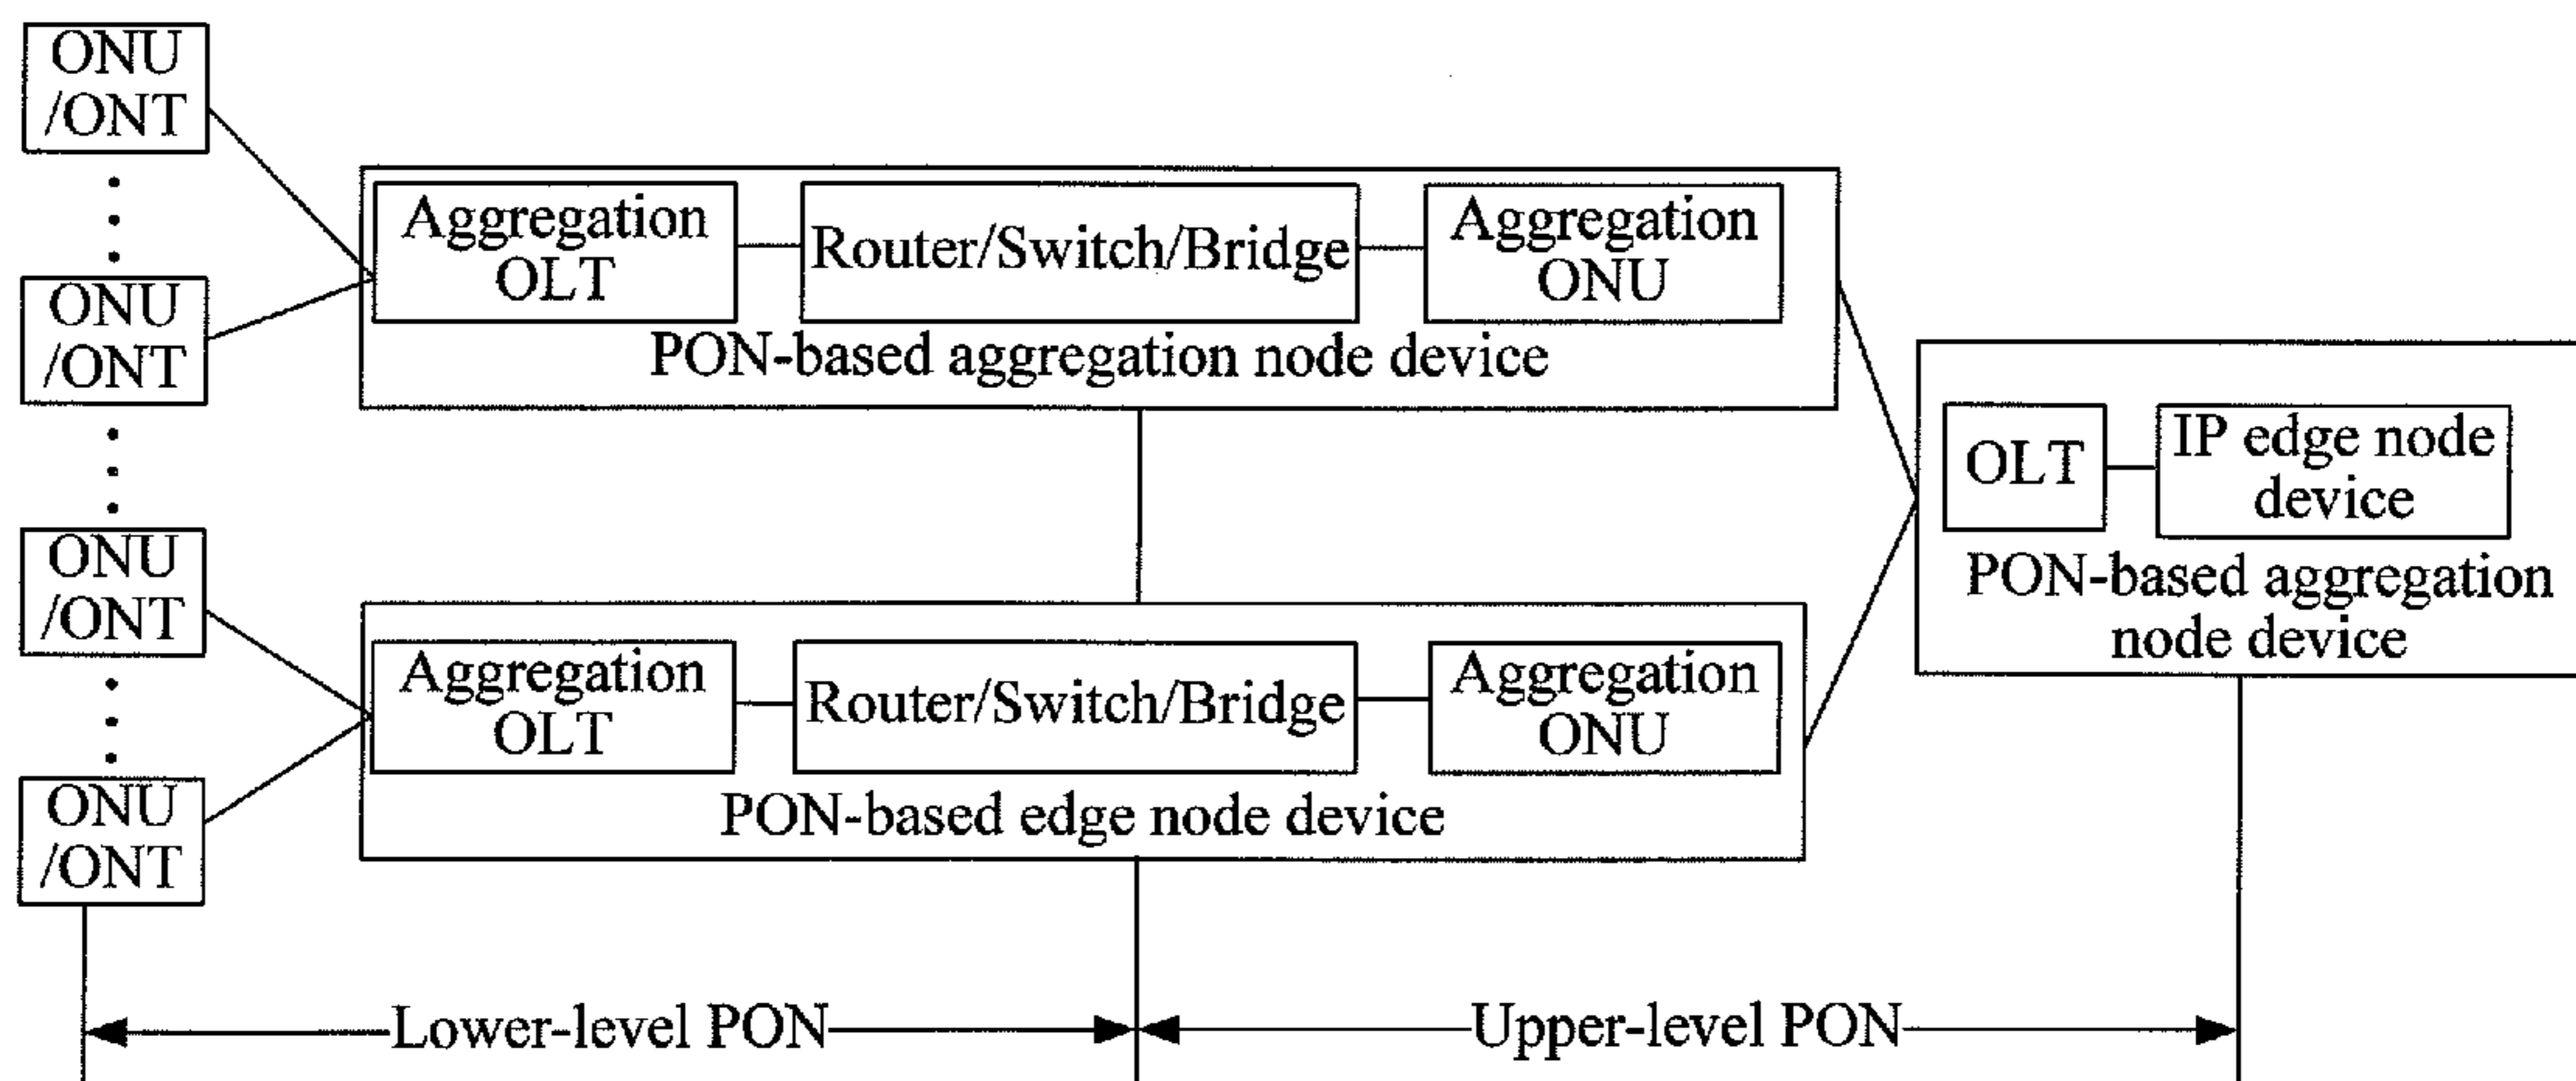 ONU
/ONT
ONU
/ONT
ONU
/ONT
ONU
/ONT
Aggregation
OLT
Router/Switch/Bridge
Aggregation
ONU
PON-based aggregation node device
Aggregation
OLT
Router/Switch/Bridge
Aggregation
ONU
PON-based edge node device
OLT
IP edge node
device
PON-based aggregation
node device
Lower-level PON
Upper-level PON